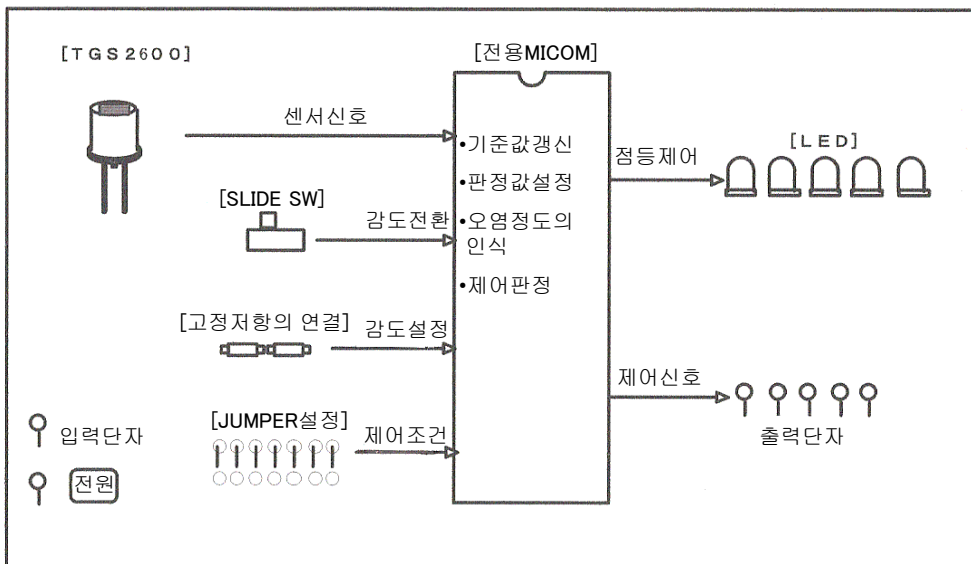 [TGS2600]
[전용MICOM]
센서신호
•기준값갱신
점등제어
[LED]
•판정값설정
[SLIDE SW]
감도전환
•오염정도의
인식
•제어판정
[고정저항의 연결]
감도설정
제어신호
[JUMPER설정]
제어조건
입력단자
출력단자
전원